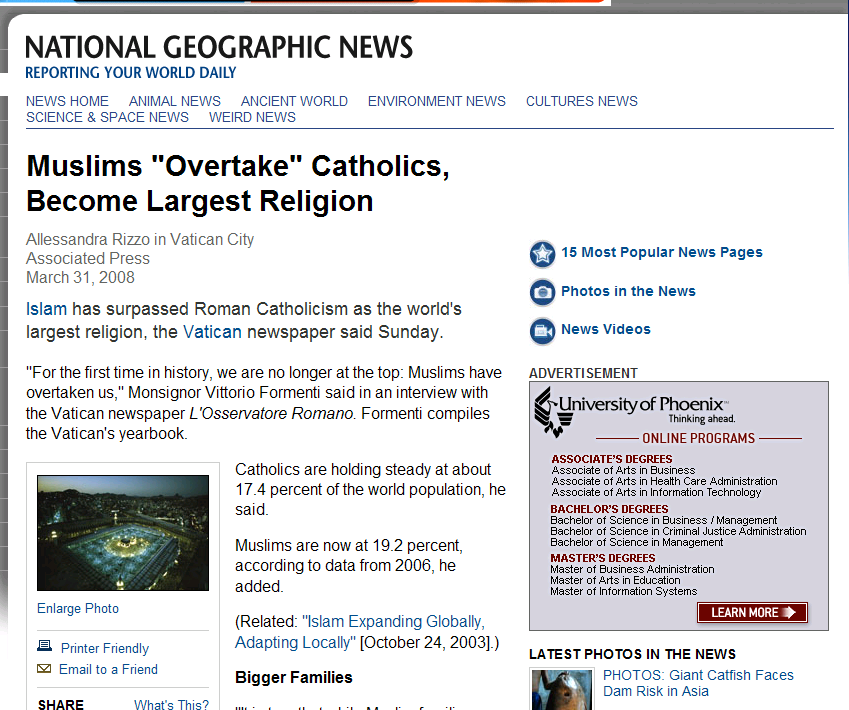 NATIONAL GEOGRAPHIC NEWS
REPORTING YOUR WORLD DAILY
NEWS HOME ANIMAL NEWS ANCIENT WORLD ENVIRONMENT NEWS CULTURES NEWS
SCIENCE & SPACE NEWS WEIRD NEWS
Muslims "Overtake" Catholics,
Become Largest Religion
Allessandra Rizzo in Vatican City
Associated Press
March 31, 2008
Islam has surpassed Roman Catholicism as the world's
largest religion, the Vatican newspaper said Sunday.
"For the first time in history, we are no longer at the top: Muslims have
overtaken us," Monsignor Vittorio Formenti said in an interview with
the Vatican newspaper L'Osservatore Romano. Formenti compiles
the Vatican's yearbook.
Enlarge Photo
Printer Friendly
Email to a Friend
SHARE What's This?
Catholics are holding steady at about
17.4 percent of the world population, he
said.
Muslims are now at 19.2 percent,
according to data from 2006, he
added.
(Related: "Islam Expanding Globally,
Adapting Locally" [October 24, 2003].)
Bigger Families
15 Most Popular News Pages
Photos in the News
News Videos
ADVERTISEMENT
University of Phoenix™
Thinking ahead.
ONLINE PROGRAMS
ASSOCIATE'S DEGREES
Associate of Arts in Business
Associate of Arts in Health Care Administration
Associate of Arts in Information Technology
BACHELOR'S DEGREES
Bachelor of Science in Business / Management
Bachelor of Science in Criminal Justice Administration
Bachelor of Science in Management
MASTER'S DEGREES
Master of Business Administration
Master of Arts in Education
Master of Information Systems
LEARN MORE
LATEST PHOTOS IN THE NEWS
PHOTOS: Giant Catfish Faces
Dam Risk in Asia